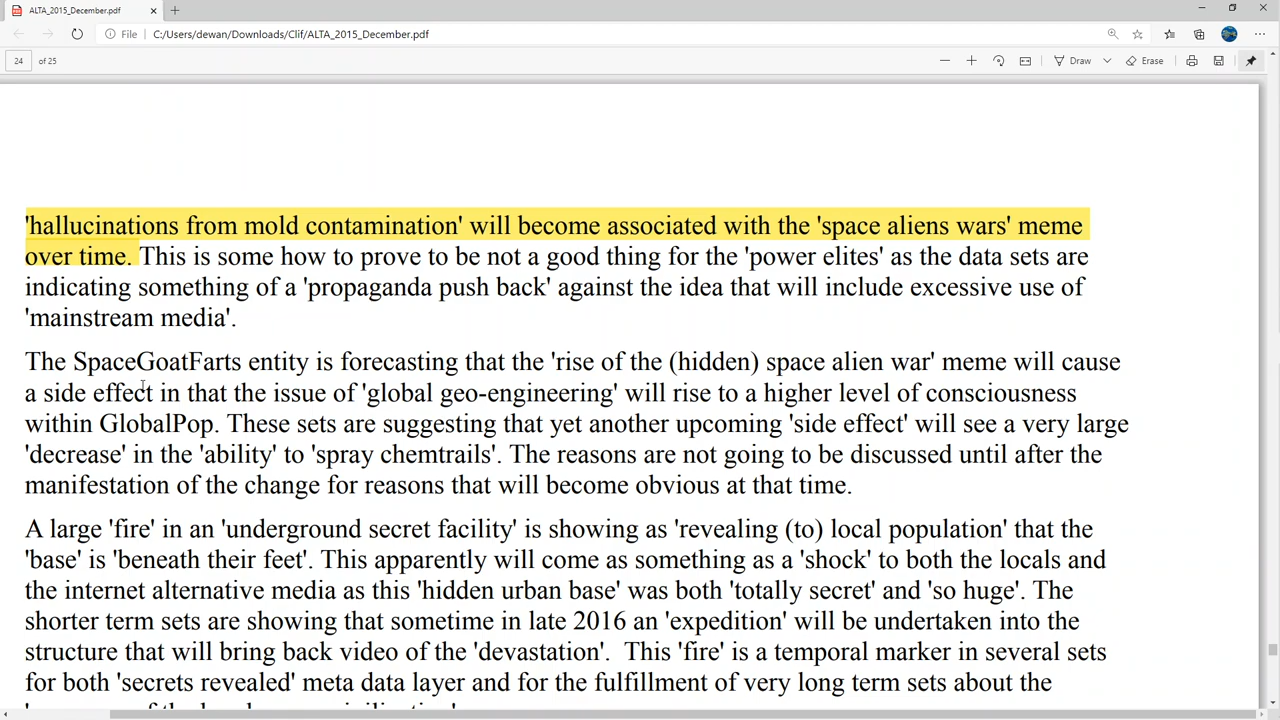 ALTA_2015_December.pdf
File C:/Users/dewan/Downloads/Clif/ALTA_2015_December.pdf
24 of 25
Draw Erase
'hallucinations from mold contamination' will become associated with the 'space aliens wars' meme
over time. This is some how to prove to be not a good thing for the 'power elites' as the data sets are
indicating something of a 'propaganda push back' against the idea that will include excessive use of
'mainstream media'.
The SpaceGoatFarts entity is forecasting that the 'rise of the (hidden) space alien war' meme will cause
a side effect in that the issue of 'global geo-engineering' will rise to a higher level of consciousness
within GlobalPop. These sets are suggesting that yet another upcoming 'side effect' will see a very large
'decrease' in the 'ability' to 'spray chemtrails'. The reasons are not going to be discussed until after the
manifestation of the change for reasons that will become obvious at that time.
A large 'fire' in an 'underground secret facility' is showing as 'revealing (to) local population' that the
'base' is 'beneath their feet'. This apparently will come as something as a 'shock' to both the locals and
the internet alternative media as this 'hidden urban base' was both 'totally secret' and 'so huge'. The
shorter term sets are showing that sometime in late 2016 an 'expedition' will be undertaken into the
structure that will bring back video of the 'devastation'. This 'fire' is a temporal marker in several sets
for both 'secrets revealed' meta data layer and for the fulfillment of very long term sets about the